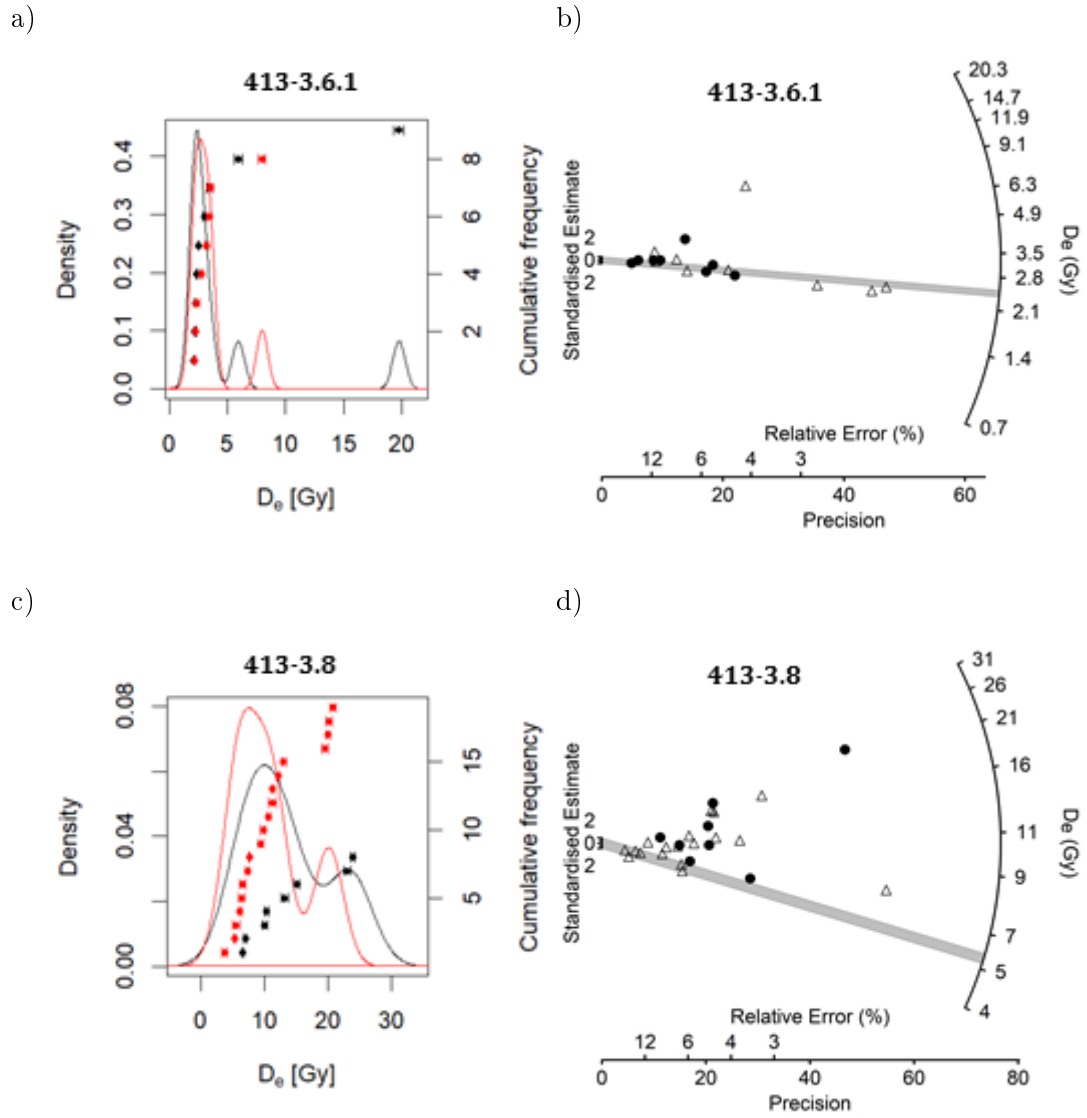 a)
413-3.6.1
Density
0.0 0.1 0.2 0.3 0.4
Cumulative frequency
2 4 6 8
0 5 10 15 20
De [Gy]
b)
413-3.6.1
Standardised Estimate
2
0
2
20.3
14.7
11.9
9.1
6.3
4.9
3.5
2.8
2.1
1.4
0.7
De (Gy)
Relative Error (%)
12 6 4 3
0 20 40 60
Precision
c)
413-3.8
Density
0.00 0.04 0.08
Cumulative frequency
5 10 15
0 10 20 30
De [Gy]
d)
413-3.8
Standardised Estimate
2
0
2
31
26
21
16
11
9
7
5
4
De (Gy)
Relative Error (%)
12 6 4 3
0 20 40 60 80
Precision